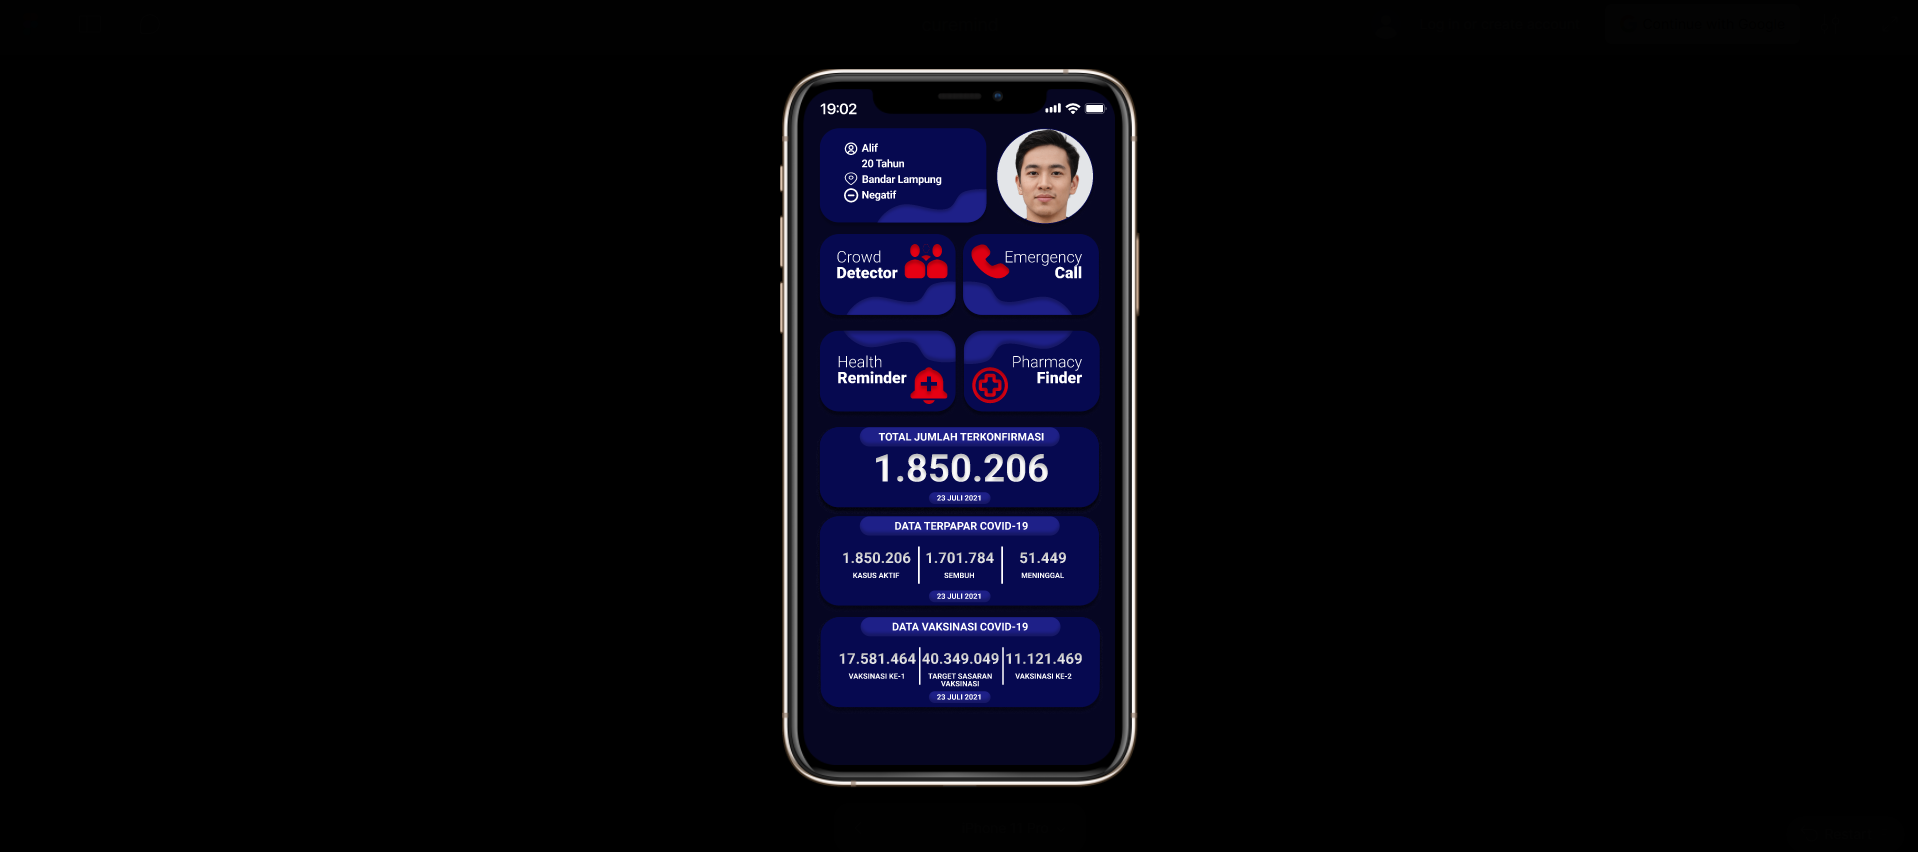 19:02
Alif
20 Tahun
Bandar Lampung
Negatif
Crowd
Detector
Emergency
Call
Health
Reminder
Pharmacy
Finder
TOTAL JUMLAH TERKONFIRMASI
1.850.206
23 JULI 2021
DATA TERPAPAR COVID-19
1.850.206
KASUS AKTIF
1.701.784
SEMBUH
51.449
MENINGGAL
23 JULI 2021
DATA VAKSINASI COVID-19
17.581.464
VAKSINASI KE-1
40.349.049
TARGET SASARAN
VAKSINASI
11.121.469
VAKSINASI KE-2
23 JULI 2021